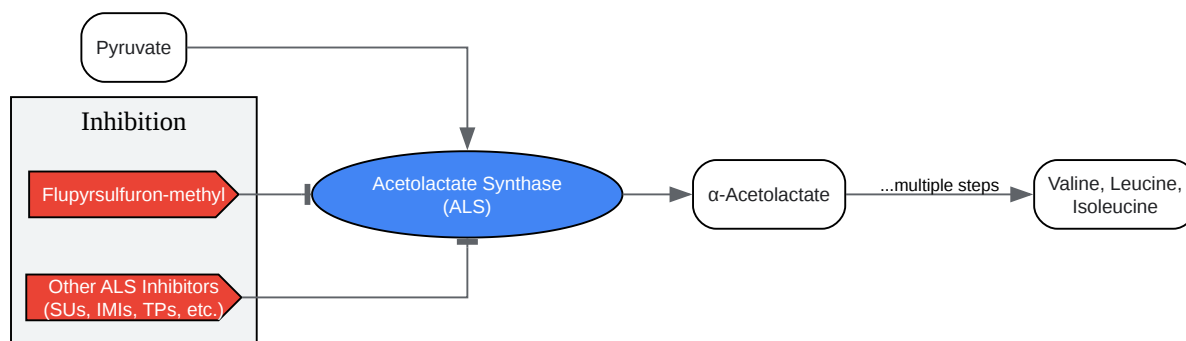 Pyruvate
Inhibition
Flupyrsulfuron-methyl
Acetolactate Synthase
(ALS)
α-Acetolactate
...multiple steps
Valine, Leucine,
Isoleucine
Other ALS Inhibitors
(SUs, IMIs, TPs, etc.)